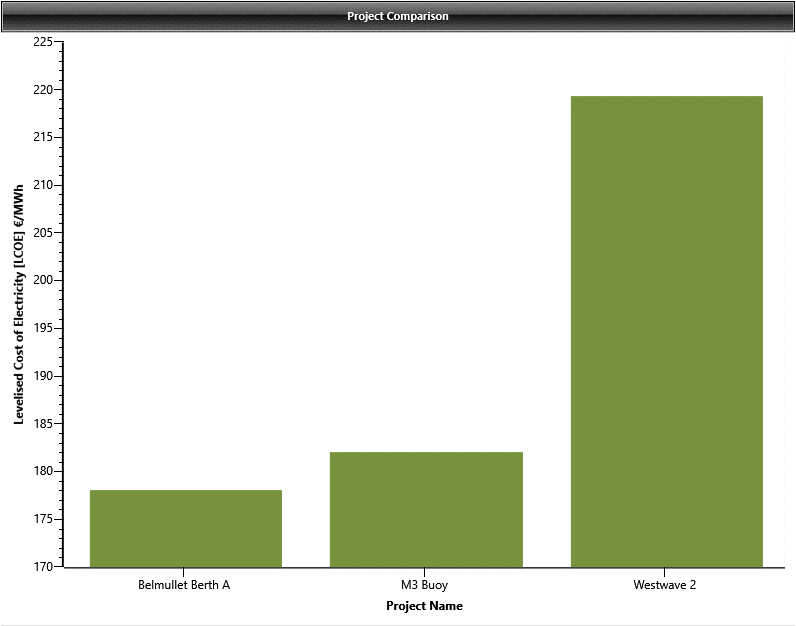 Project Comparison
225
220
215
210
205
200
195
190
185
180
175
170
Levelised Cost of Electricity [LCOE] €/MWh
Belmullet Berth A
M3 Buoy
Westwave 2
Project Name